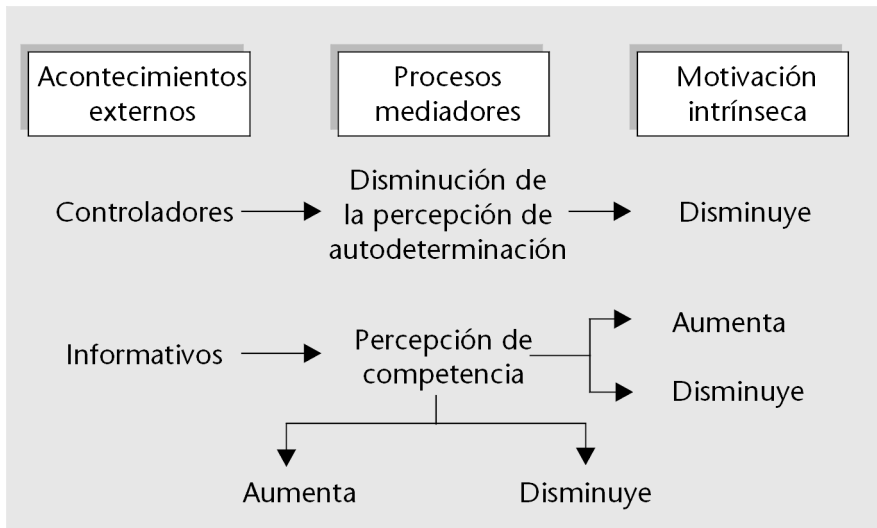 Acontecimientos
externos
Procesos
mediadores
Motivación
intrínseca
Controladores
Disminución de
la percepción de
autodeterminación
Disminuye
Informativos
Percepción de
competencia
Aumenta
Disminuye
Aumenta
Disminuye